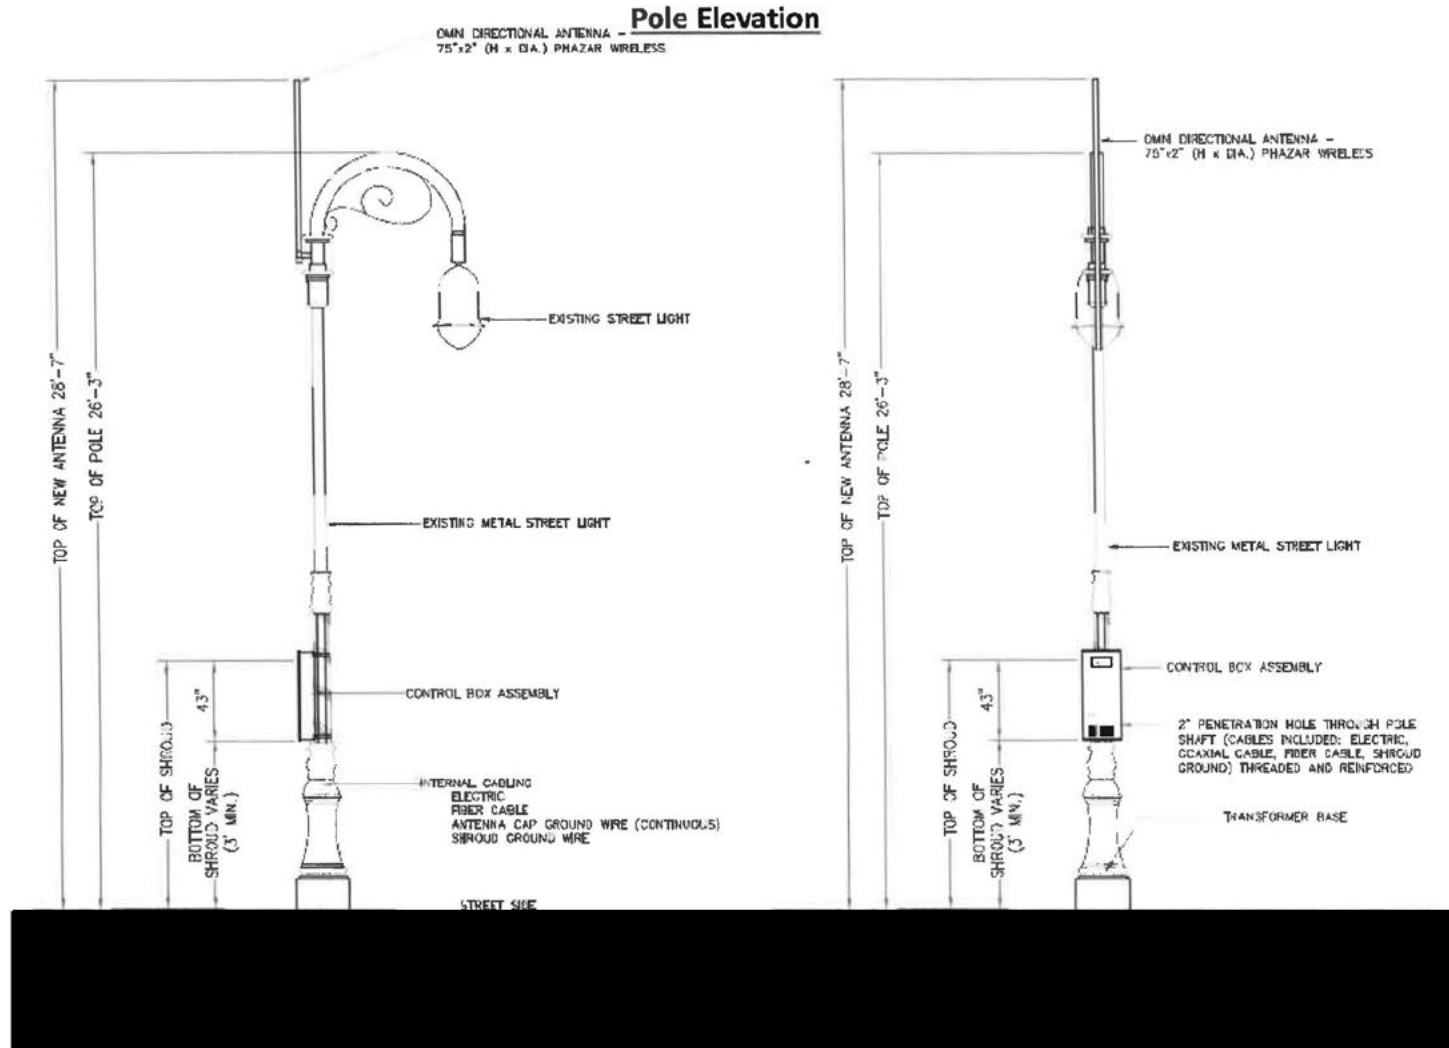 Pole Elevation
OMNI DIRECTIONAL ANTENNA -
75"x2" (H x DIA.) PHAZAR WIRELESS
TOP OF NEW ANTENNA 28'-7"
TOP OF POLE 26'-3"
EXISTING STREET LIGHT
EXISTING METAL STREET LIGHT
CONTROL BOX ASSEMBLY
43"
TOP OF SHROUD
BOTTOM OF
SHROUD VARIES
(3' MIN.)
INTERNAL CABLING
ELECTRIC
FIBER CABLE
ANTENNA CAP GROUND WIRE (CONTINUOUS)
SHROUD GROUND WIRE
STREET SIDE
OMNI DIRECTIONAL ANTENNA -
75"x2" (H x DIA.) PHAZAR WIRELESS
TOP OF NEW ANTENNA 28'-7"
TOP OF POLE 26'-3"
EXISTING METAL STREET LIGHT
CONTROL BOX ASSEMBLY
43"
2" PENETRATION HOLE THROUGH POLE
SHAFT (CABLES INCLUDED: ELECTRIC,
COAXIAL CABLE, FIBER CABLE, SHROUD
GROUND) THREADED AND REINFORCED
TOP OF SHROUD
BOTTOM OF
SHROUD VARIES
(3' MIN.)
TRANSFORMER BASE